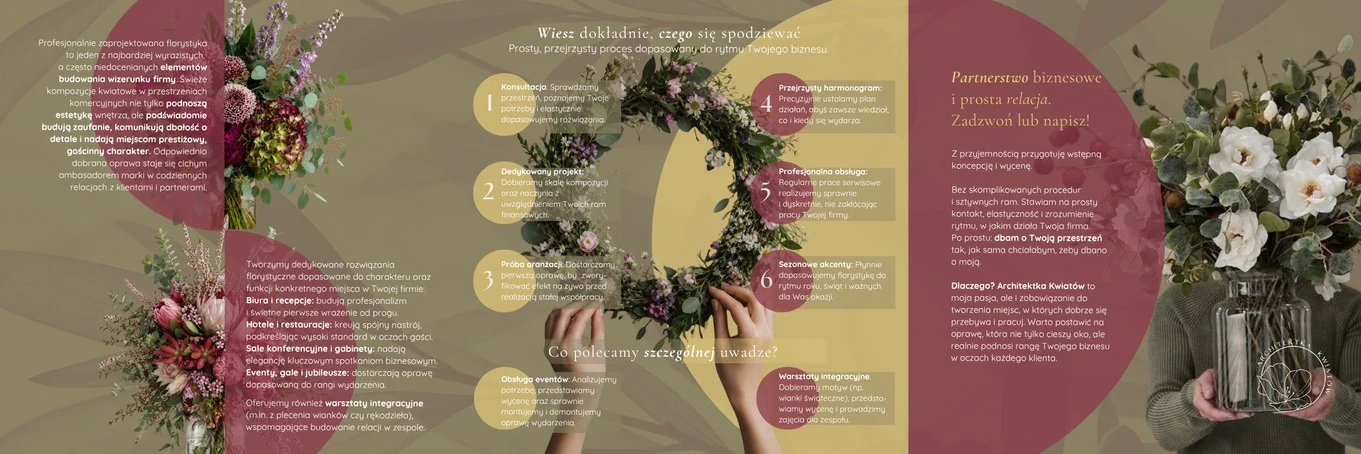 Profesjonalnie zaprojektowana florystyka
to jeden z najbardziej wyrazistych,
a często niedocenianych elementów
budowania wizerunku firmy. Świeże
kompozycje kwiatowe w przestrzeniach
komercyjnych nie tylko podnoszą
estetykę wnętrza, ale podświadomie
budują zaufanie, komunikują dbałość o
detale i nadają miejscom prestiżowy,
gościnny charakter. Odpowiednio
dobrana oprawa staje się cichym
ambasadorem marki w codziennych
relacjach z klientami i partnerami.
Tworzymy dedykowane rozwiązania
florystyczne dopasowane do charakteru oraz
funkcji konkretnego miejsca w Twojej firmie:
Biura i recepcje: budują profesjonalizm
i świetne pierwsze wrażenie od progu.
Hotele i restauracje: kreują spójny nastrój,
podkreślając wysoki standard w oczach gości.
Sale konferencyjne i gabinety: nadają
elegancję kluczowym spotkaniom biznesowym.
Eventy, gale i jubileusze: dostarczają oprawę
dopasowaną do rangi wydarzenia.
Oferujemy również warsztaty integracyjne
(m.in. z plecenia wianków czy rękodzieła),
wspomagające budowanie relacji w zespole.
Wiesz dokładnie, czego się spodziewać
Prosty, przejrzysty proces dopasowany do rytmu Twojego biznesu.
1
Konsultacja: Sprawdzamy
przestrzeń, poznajemy Twoje
potrzeby i elastycznie
dopasowujemy rozwiązania.
2
Dedykowany projekt:
Dobieramy skalę kompozycji
oraz naczynia z
uwzględnieniem Twoich ram
finansowych.
3
Próba aranżacji: Dostarczamy
pierwszą oprawę, by zwery-
fikować efekt na żywo przed
realizacją stałej współpracy.
4
Przejrzysty harmonogram:
Precyzyjnie ustalamy plan
działań, abyś zawsze wiedział,
co i kiedy się wydarza.
5
Profesjonalna obsługa:
Regularne prace serwisowe
realizujemy sprawnie
i dyskretnie, nie zakłócając
pracy Twojej firmy.
6
Sezonowe akcenty: Płynnie
dopasowujemy florystykę do
rytmu roku, świąt i ważnych
dla Was okazji.
Co polecamy szczególnej uwadze?
Obsługa eventów: Analizujemy
potrzebę, przedstawiamy
wycenę oraz sprawnie
montujemy i demontujemy
oprawę wydarzenia.
Warsztaty integracyjne:
Dobieramy motyw (np.
wianki świąteczne), przedsta-
wiamy wycenę i prowadzimy
zajęcia dla zespołu.
Partnerstwo biznesowe
i prosta relacja.
Zadzwoń lub napisz!
Z przyjemnością przygotuję wstępną
koncepcję i wycenę.
Bez skomplikowanych procedur
i sztywnych ram. Stawiam na prosty
kontakt, elastyczność i zrozumienie
rytmu, w jakim działa Twoja firma.
Po prostu: dbam o Twoją przestrzeń
tak, jak sama chciałabym, żeby dbano
o moją.
Dlaczego? Architektka Kwiatów to
moja pasja, ale i zobowiązanie do
tworzenia miejsc, w których dobrze się
przebywa i pracuj. Warto postawić na
oprawę, która nie tylko cieszy oko, ale
realnie podnosi rangę Twojego biznesu
w oczach każdego klienta.
ARCHITEKTKA KWIATÓW